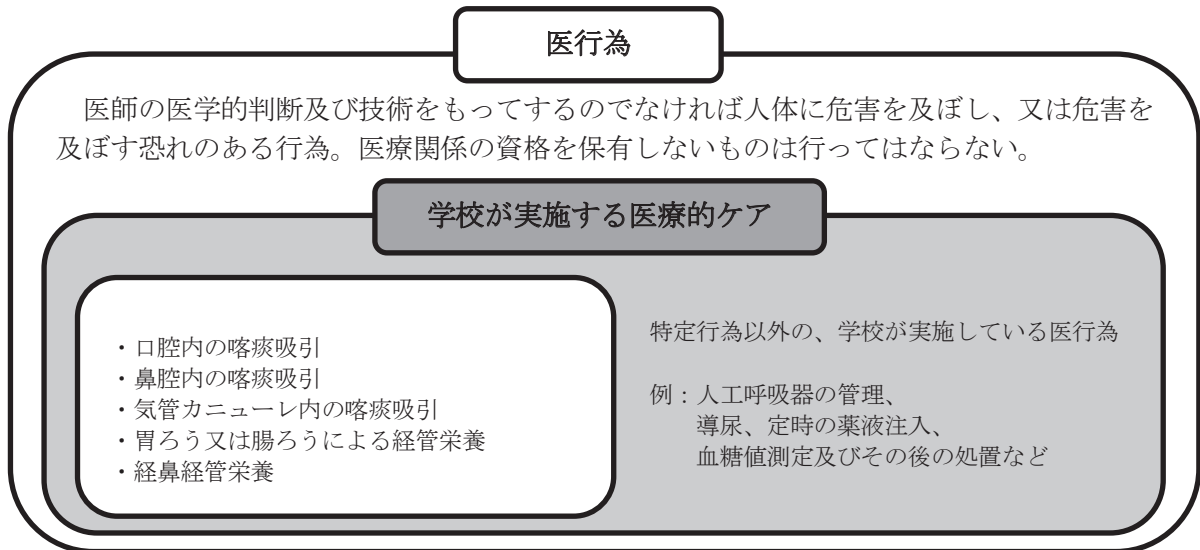 医行為
医師の医学的判断及び技術をもってするのでなければ人体に危害を及ぼし、又は危害を
及ぼす恐れのある行為。医療関係の資格を保有しないものは行ってはならない。
学校が実施する医療的ケア
・口腔内の喀痰吸引
・鼻腔内の喀痰吸引
・気管カニューレ内の喀痰吸引
・胃ろう又は腸ろうによる経管栄養
・経鼻経管栄養
特定行為以外の、学校が実施している医行為
例：人工呼吸器の管理、
導尿、定時の薬液注入、
血糖値測定及びその後の処置など